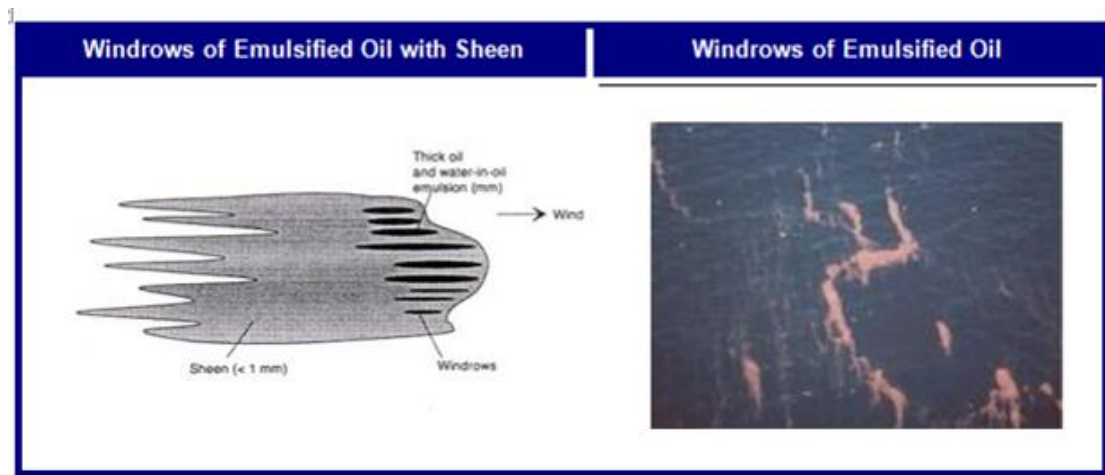 Windrows of Emulsified Oil with Sheen
Windrows of Emulsified Oil
Thick oil
and water-in-oil
emulsion (mm)
Wind
Sheen (< 1 mm)
Windrows